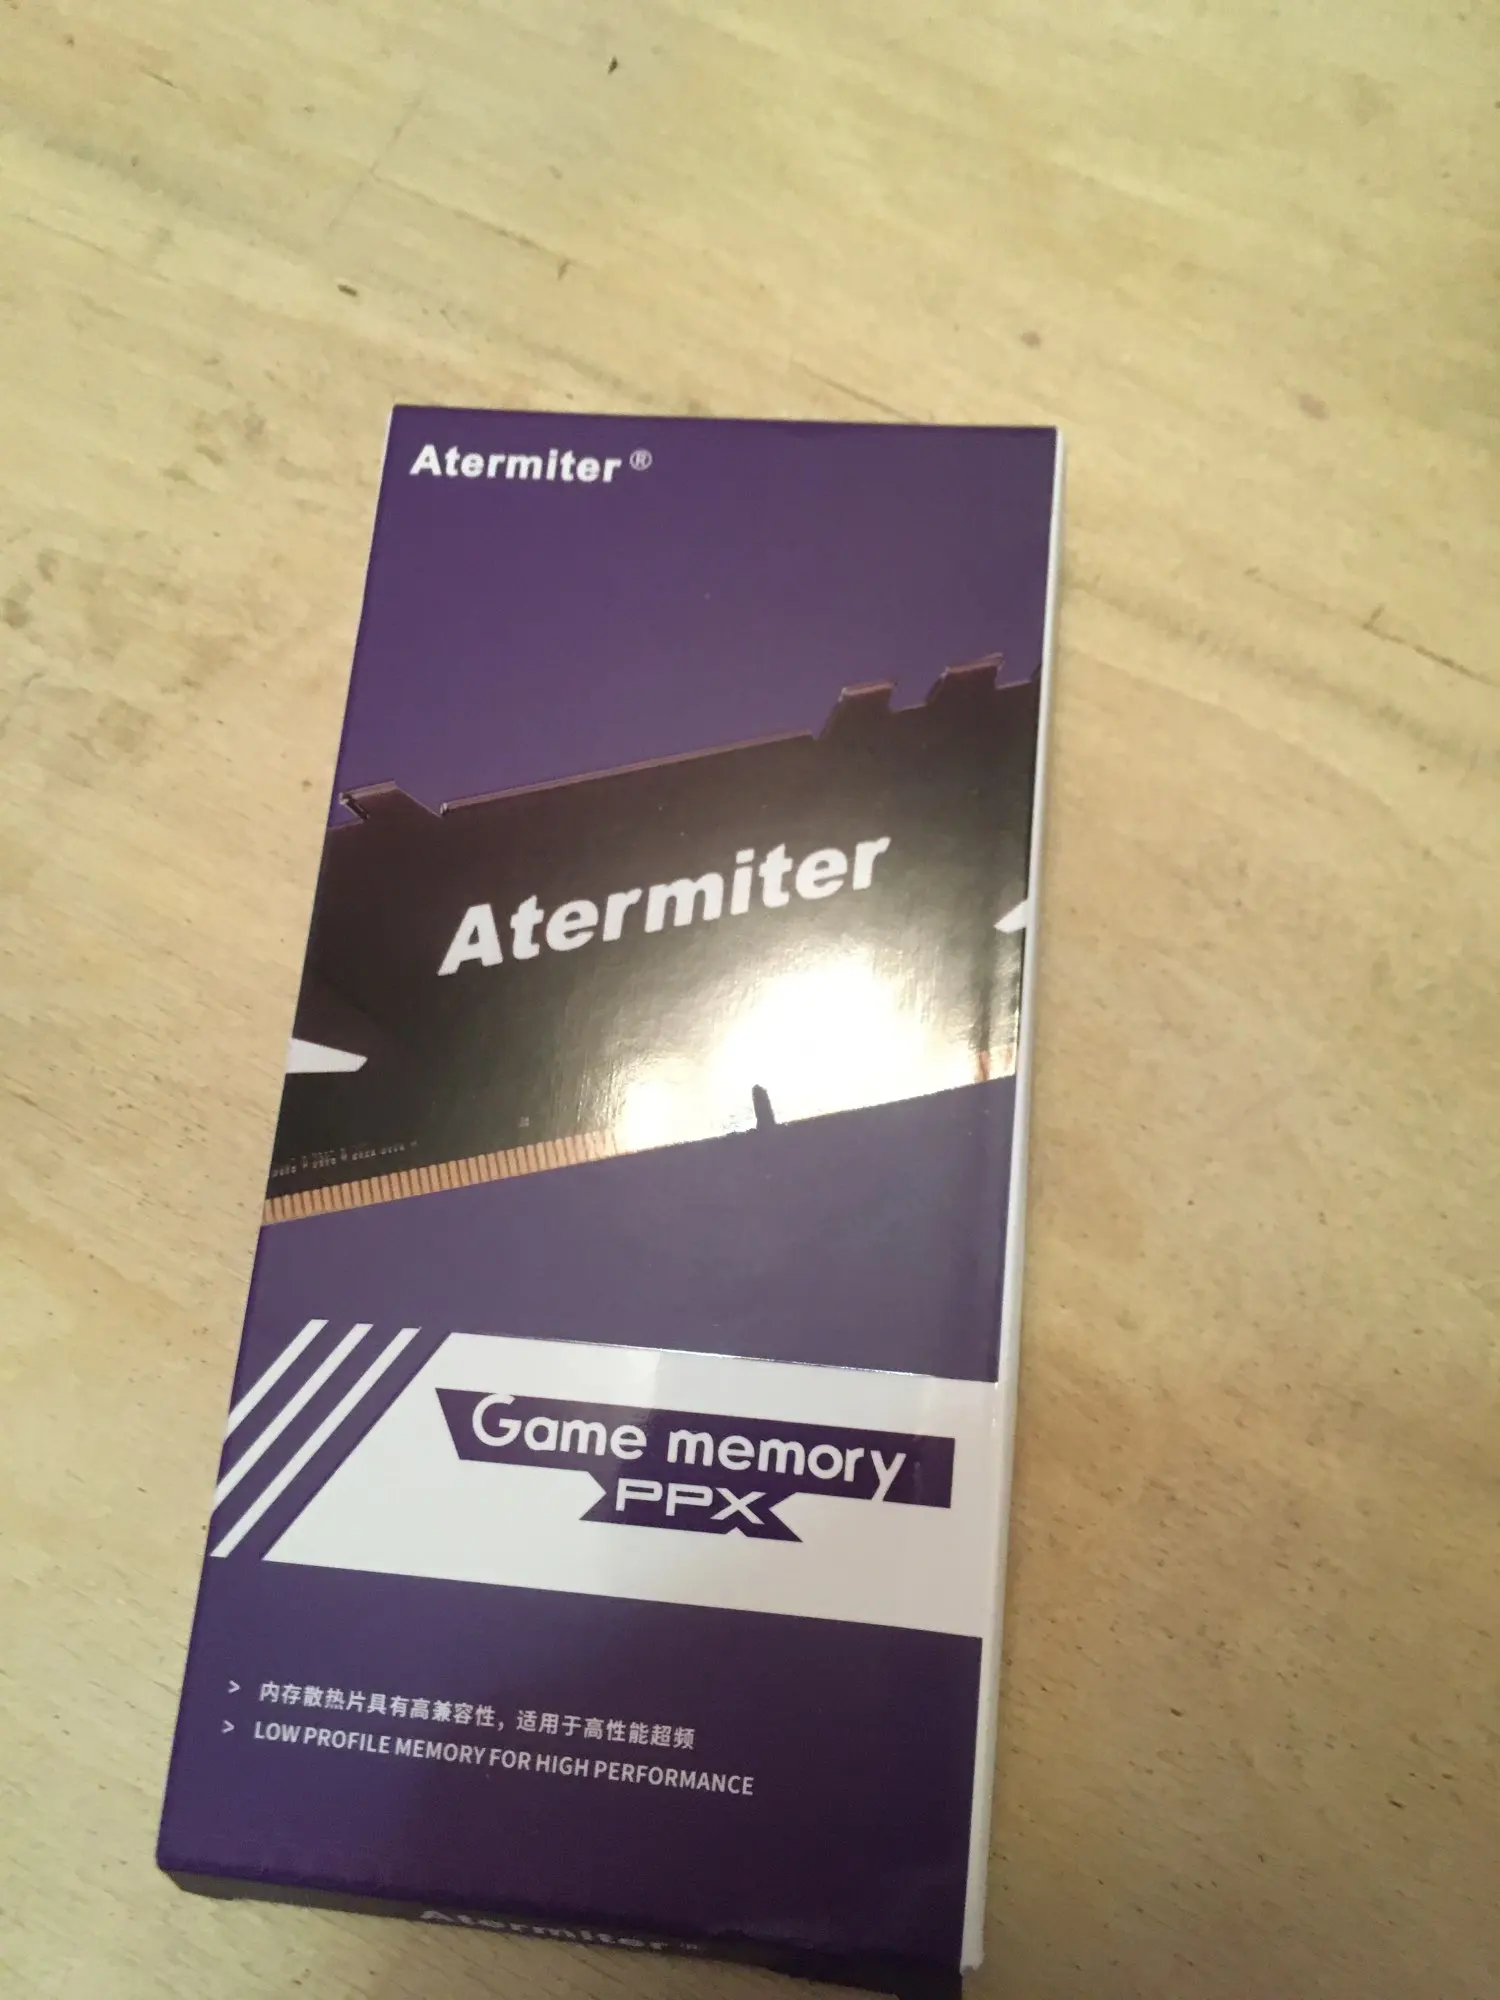 Atermiter®
Atermiter
Game memory
PPX
> 内存散热片具有高兼容性，适用于高性能超频
> LOW PROFILE MEMORY FOR HIGH PERFORMANCE
Atermiter®